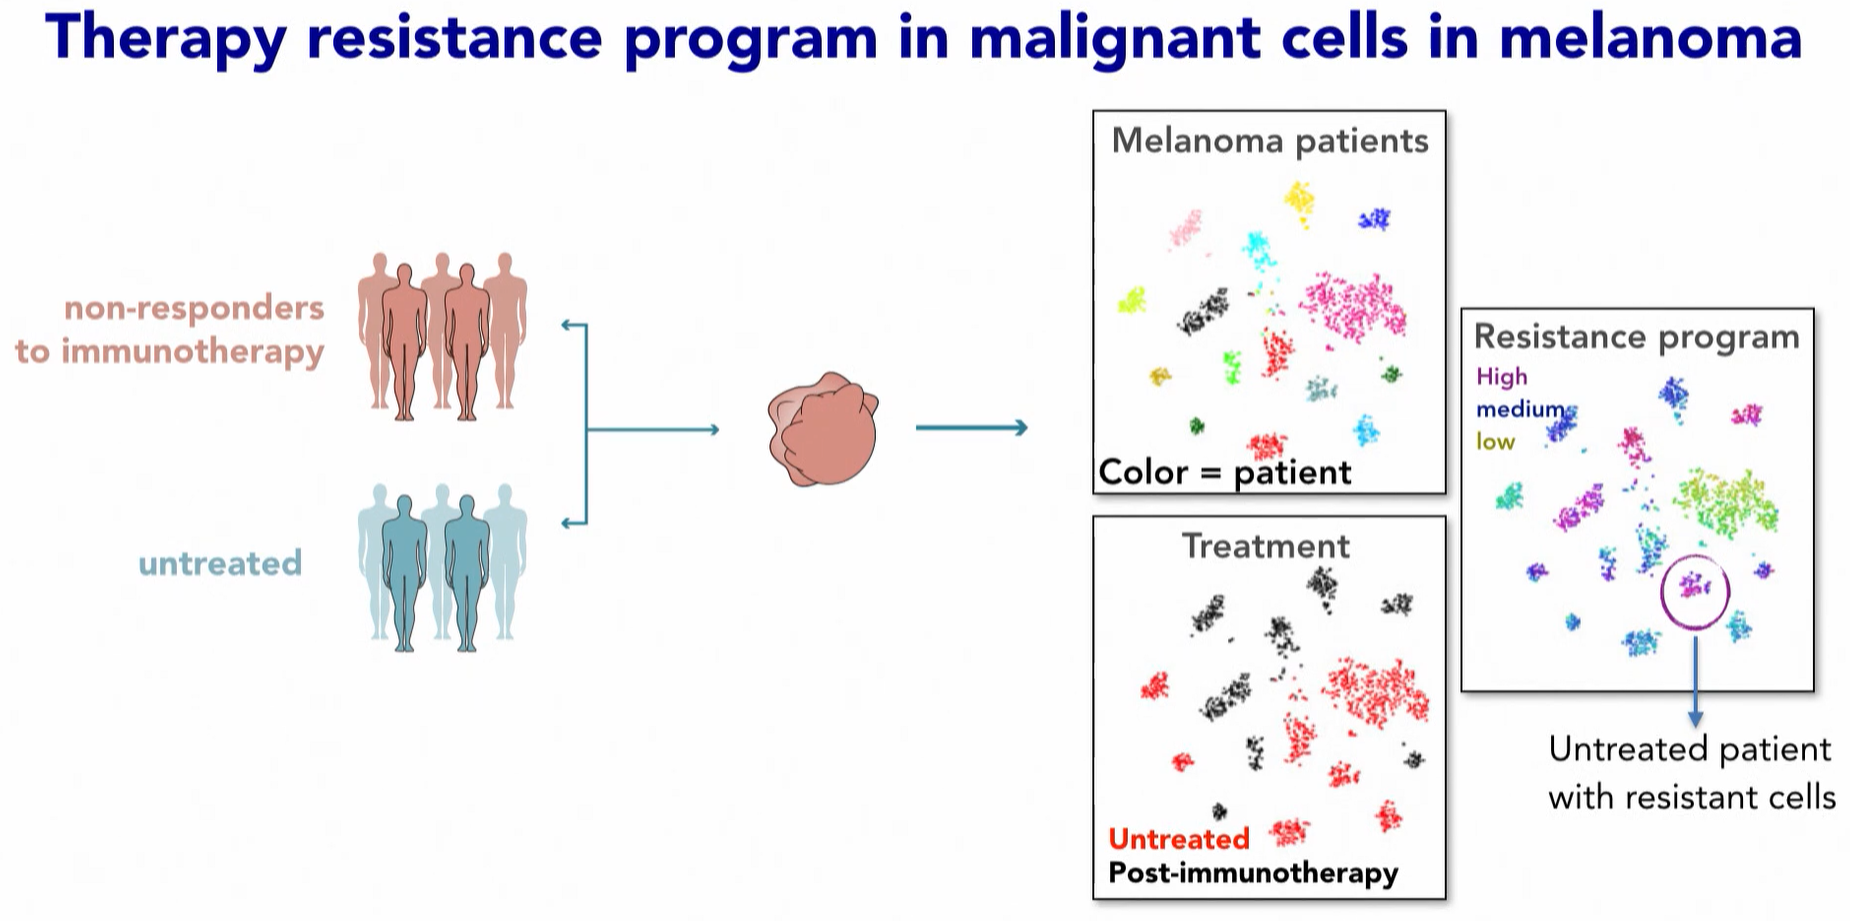 Therapy resistance program in malignant cells in melanoma
non-responders
to immunotherapy
untreated
Melanoma patients
Color = patient
Treatment
Untreated
Post-immunotherapy
Resistance program
High
medium
low
Untreated patient
with resistant cells